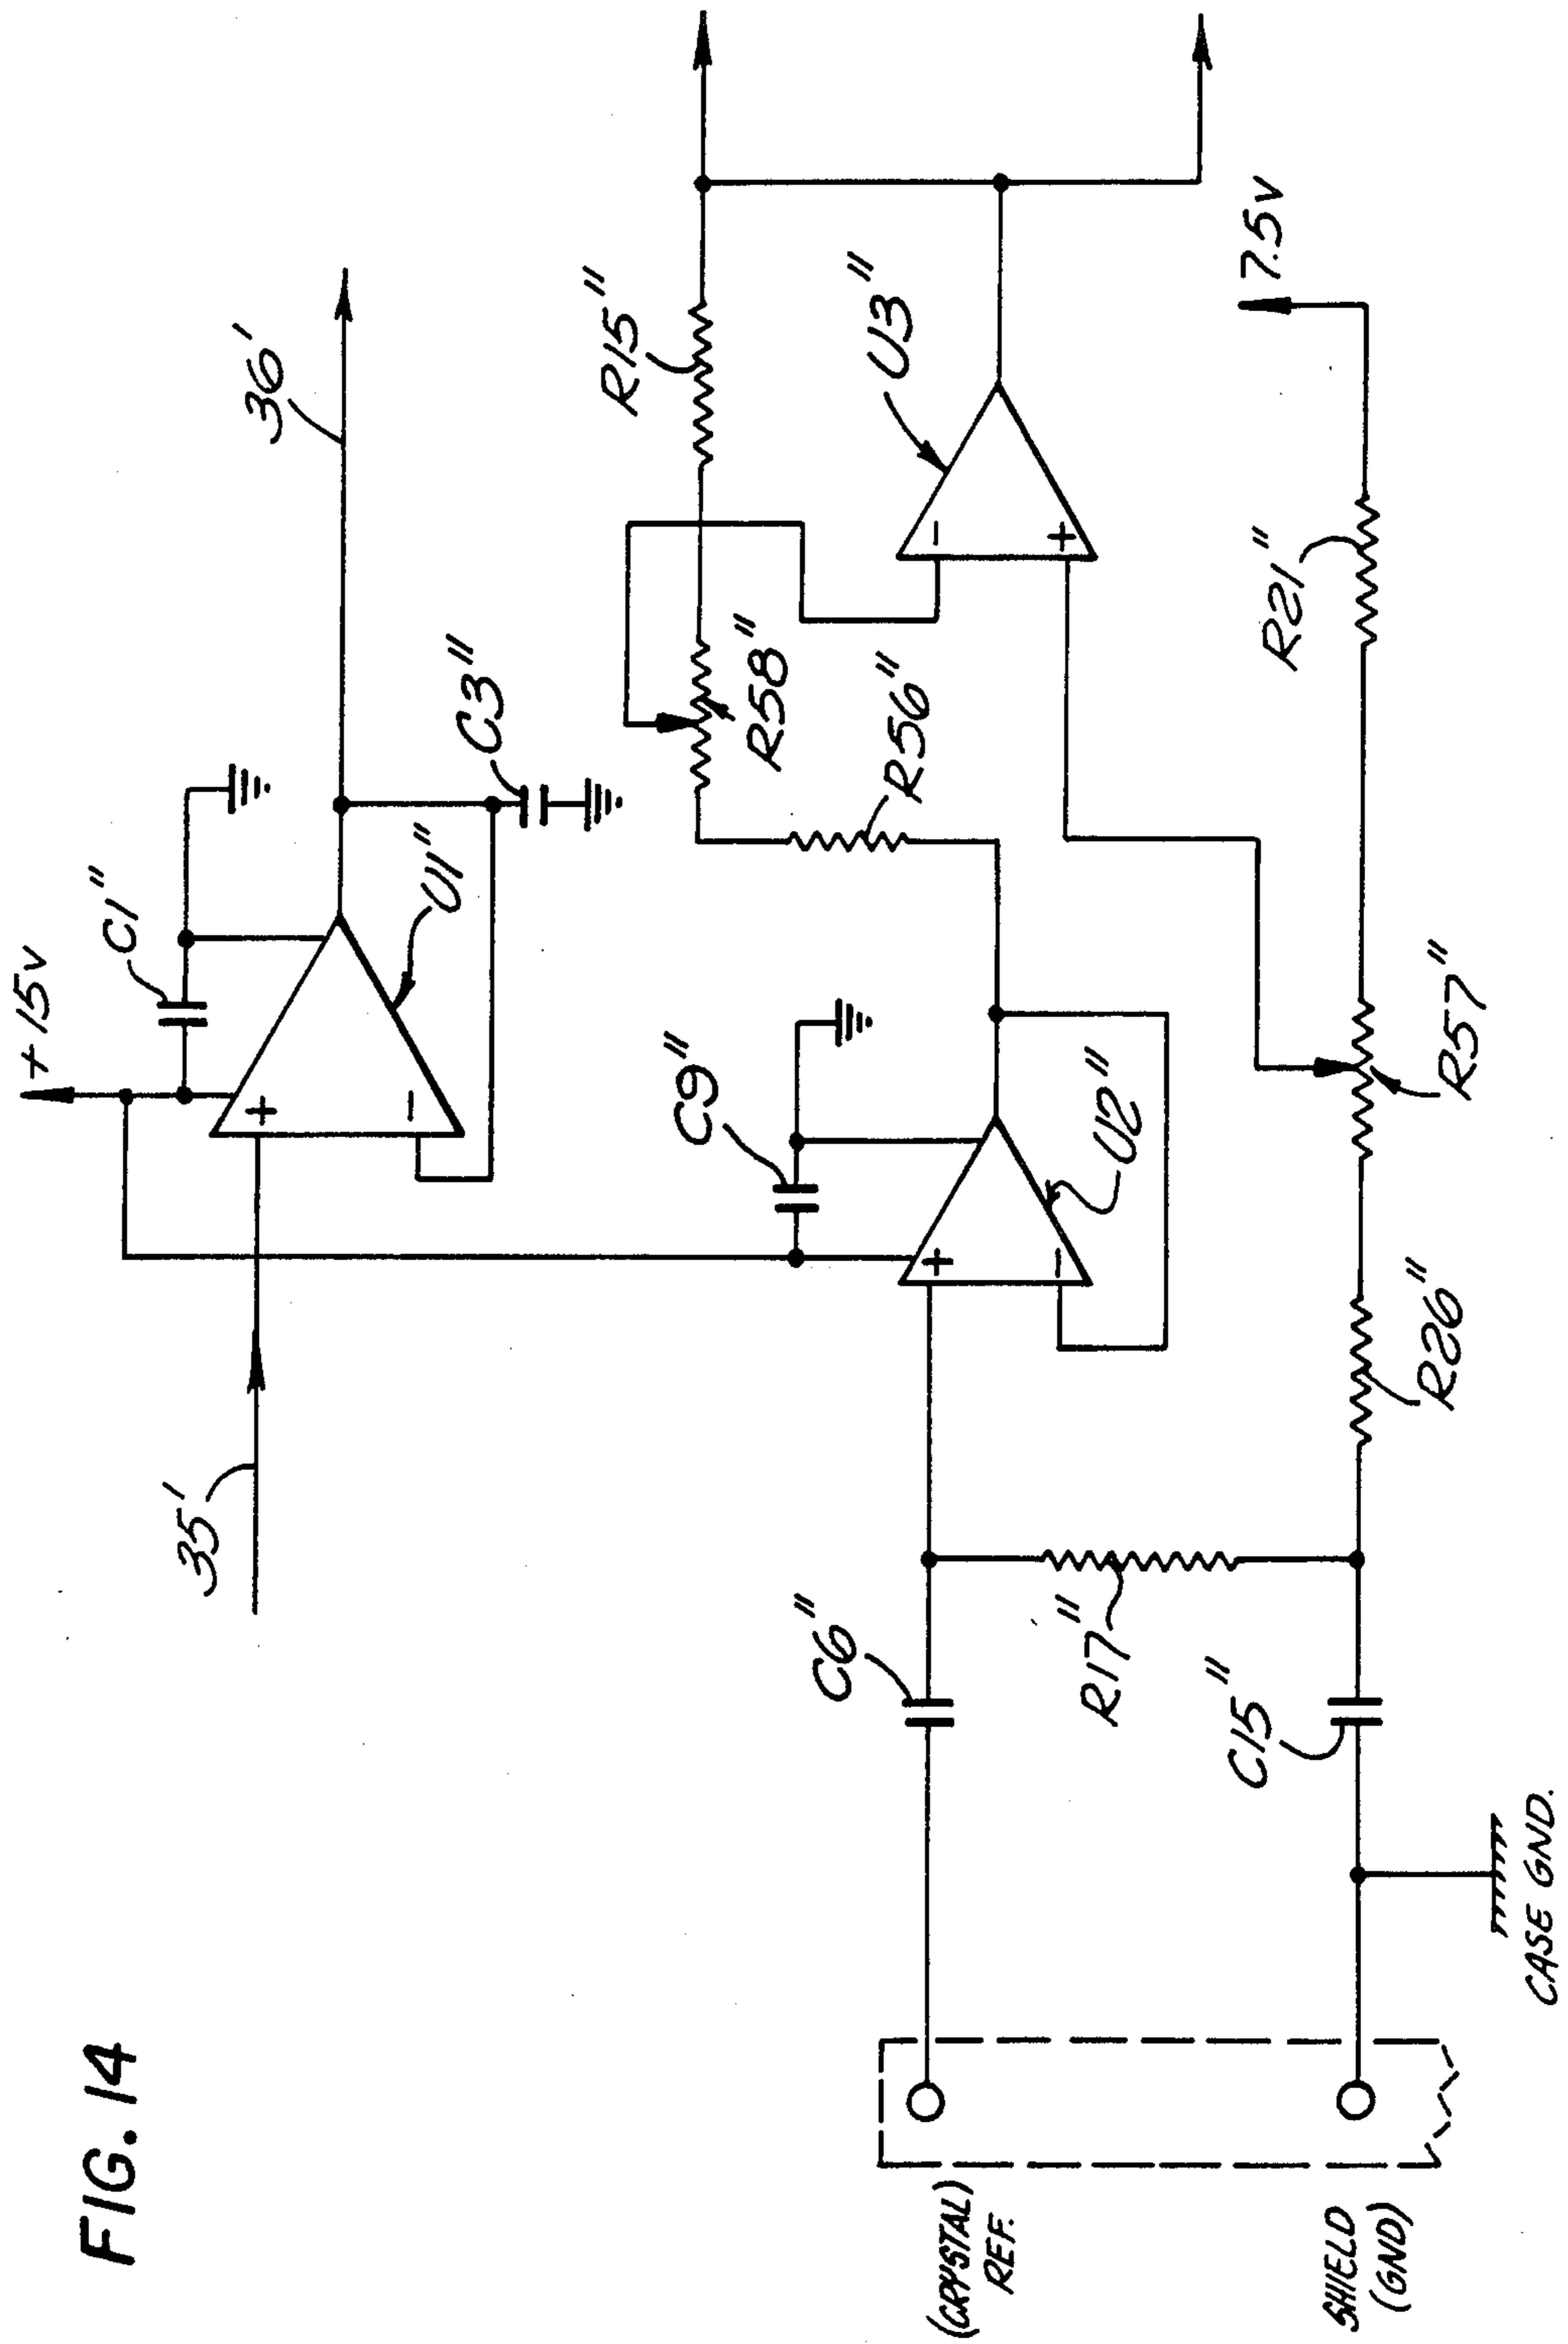 FIG. 14
+15v
C1"
35'
36'
+
-
U1"
C3"
C9"
R15"
R58"
R56"
U3"
-
+
(CRYSTAL)
REF.
C6"
+
-
U2"
R17"
7.5v
R21"
SHIELD
(GND)
C15"
R26"
R57"
CASE GND.